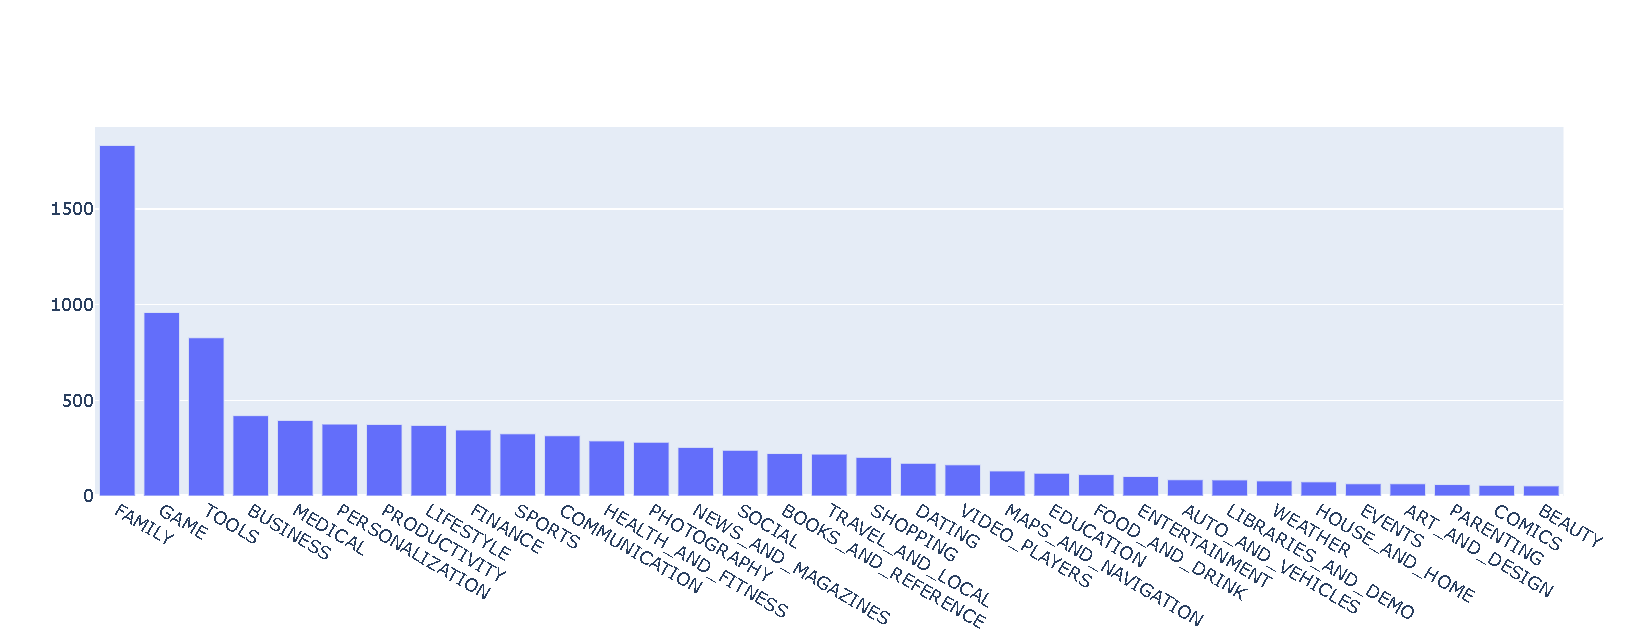 1500
1000
500
0
FAMILY
GAME
TOOLS
BUSINESS
MEDICAL
PERSONALIZATION
PRODUCTIVITY
LIFESTYLE
FINANCE
SPORTS
COMMUNICATION
HEALTH_AND_FITNESS
PHOTOGRAPHY
NEWS_AND_MAGAZINES
SOCIAL
BOOKS_AND_REFERENCE
TRAVEL_AND_LOCAL
SHOPPING
DATING
VIDEO_PLAYERS
MAPS_AND_NAVIGATION
EDUCATION
FOOD_AND_DRINK
ENTERTAINMENT
AUTO_AND_VEHICLES
LIBRARIES_AND_DEMO
WEATHER
HOUSE_AND_HOME
EVENTS
ART_AND_DESIGN
PARENTING
COMICS
BEAUTY